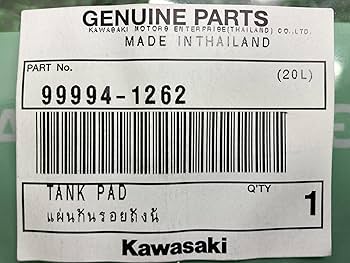 GENUINE PARTS
KAWASAKI MOTORS ENTERPRISE(THAILAND) CO.,LTD.
MADE INTHAILAND
PART No.
(20L)
99994-1262
TANK PAD
Q'TY
แผ่นกันรอยถังน้
1
Kawasaki